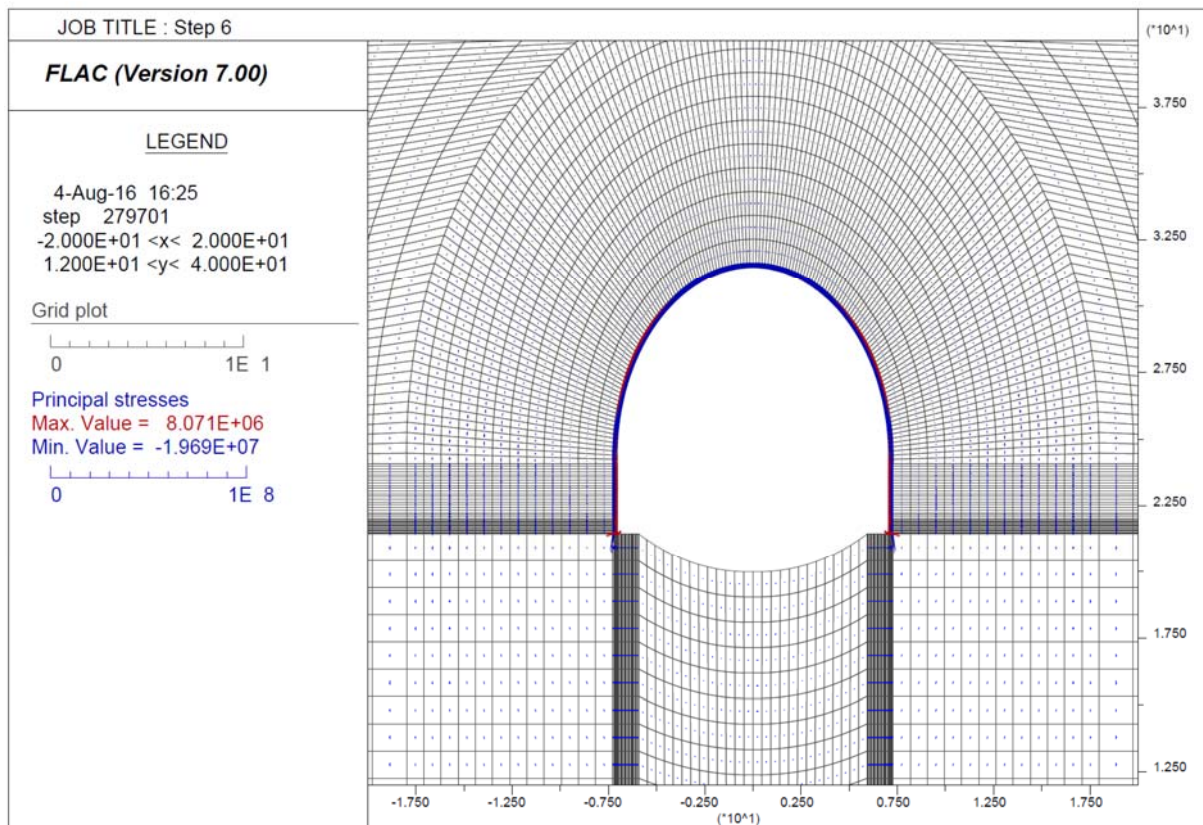 JOB TITLE : Step 6
FLAC (Version 7.00)
LEGEND
4-Aug-16 16:25
step 279701
-2.000E+01 <x< 2.000E+01
1.200E+01 <y< 4.000E+01
Grid plot
0 1E 1
Principal stresses
Max. Value = 8.071E+06
Min. Value = -1.969E+07
0 1E 8
(*10^1)
3.750
3.250
2.750
2.250
1.750
1.250
-1.750 -1.250 -0.750 -0.250 0.250 0.750 1.250 1.750
(*10^1)